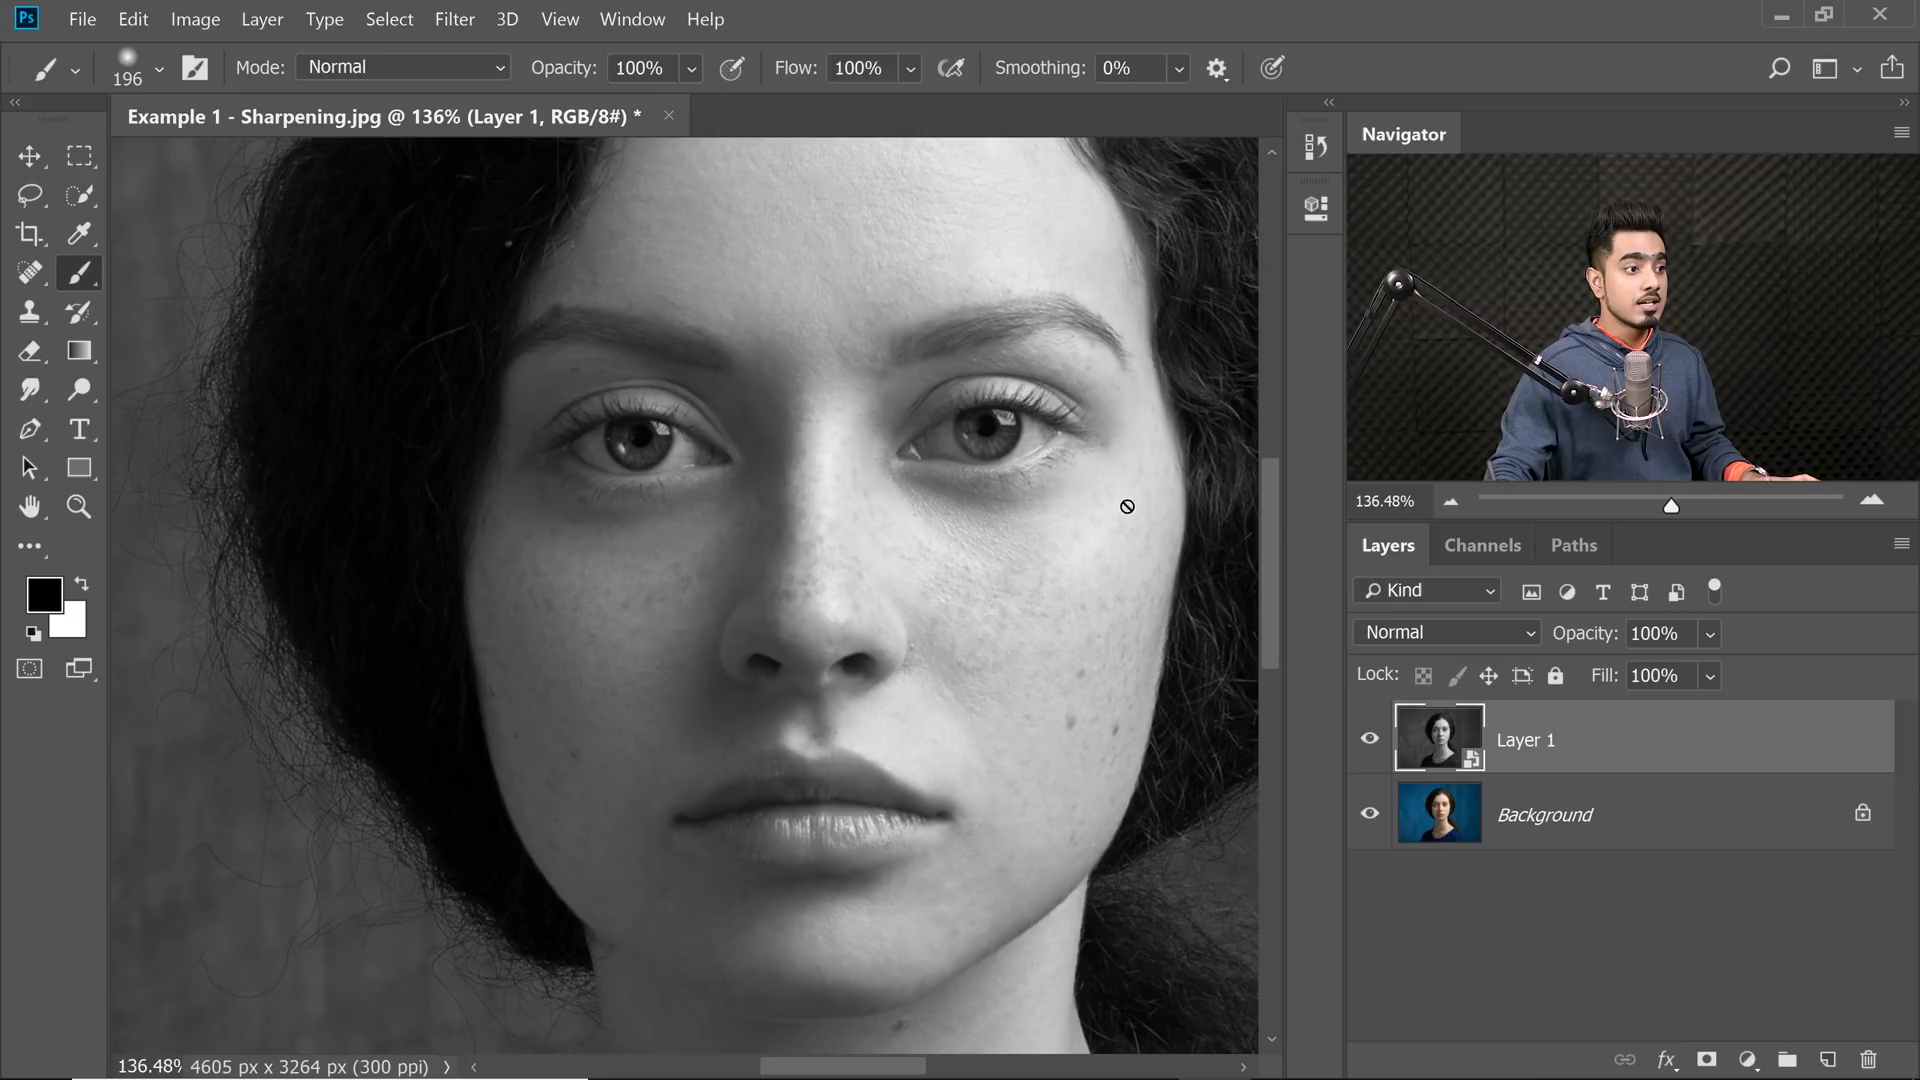 Ps File Edit Image Layer Type Select Filter 3D View Window Help
196 Mode: Normal Opacity: 100% Flow: 100% Smoothing: 0%
Example 1 - Sharpening.jpg @ 136% (Layer 1, RGB/8#) *
Navigator
136.48%
Layers Channels Paths
Kind
Normal Opacity: 100%
Lock: Fill: 100%
Layer 1
Background
fx
136.48% 4605 px x 3264 px (300 ppi)